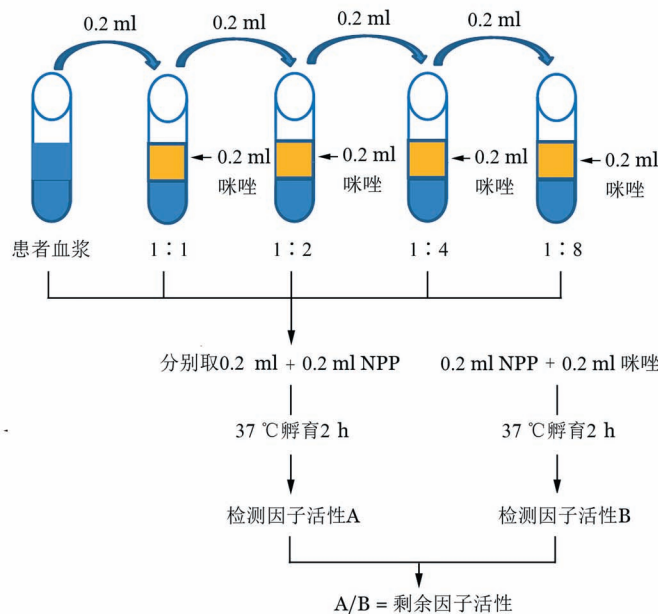 0.2 ml 0.2 ml 0.2 ml 0.2 ml
0.2 ml 0.2 ml 0.2 ml 0.2 ml
咪唑 咪唑 咪唑 咪唑
患者血浆 1∶1 1∶2 1∶4 1∶8
分别取0.2 ml + 0.2 ml NPP 0.2 ml NPP + 0.2 ml 咪唑
37 ℃孵育2 h 37 ℃孵育2 h
检测因子活性A 检测因子活性B
A/B = 剩余因子活性